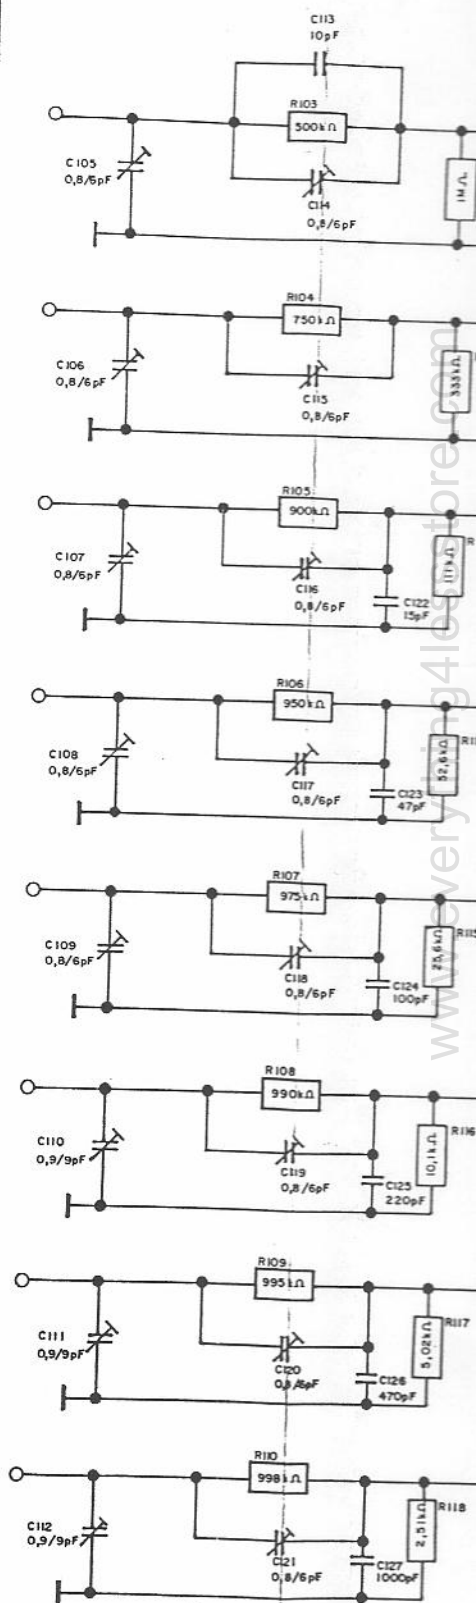 C113
10pF
R103
500kΩ
C105
0,8/6pF
C114
0,8/6pF
1MΩ
R104
750kΩ
C106
0,8/6pF
C115
0,8/6pF
333kΩ
R105
900kΩ
C107
0,8/6pF
C116
0,8/6pF
C122
15pF
111kΩ
R
R106
950kΩ
C108
0,8/6pF
C117
0,8/6pF
C123
47pF
52,6kΩ
R11
R107
975kΩ
C109
0,8/6pF
C118
0,8/6pF
C124
100pF
25,6kΩ
R115
R108
990kΩ
C110
0,9/9pF
C119
0,8/6pF
C125
220pF
10,1kΩ
R116
R109
995kΩ
C111
0,9/9pF
C120
0,8/6pF
C126
470pF
5,02kΩ
R117
R110
998kΩ
C112
0,9/9pF
C121
0,8/6pF
C127
1000pF
2,51kΩ
R118
www.everything4lessstore.com